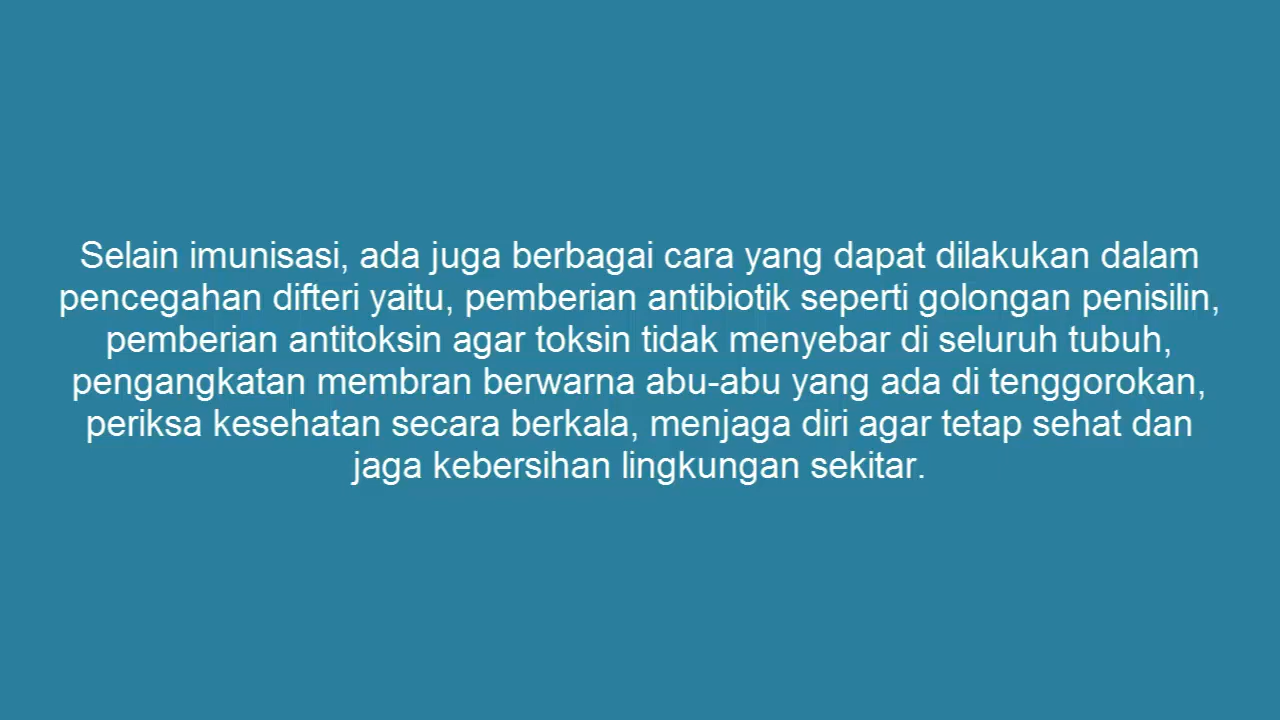 Selain imunisasi, ada juga berbagai cara yang dapat dilakukan dalam
pencegahan difteri yaitu, pemberian antibiotik seperti golongan penisilin,
pemberian antitoksin agar toksin tidak menyebar di seluruh tubuh,
pengangkatan membran berwarna abu-abu yang ada di tenggorokan,
periksa kesehatan secara berkala, menjaga diri agar tetap sehat dan
jaga kebersihan lingkungan sekitar.